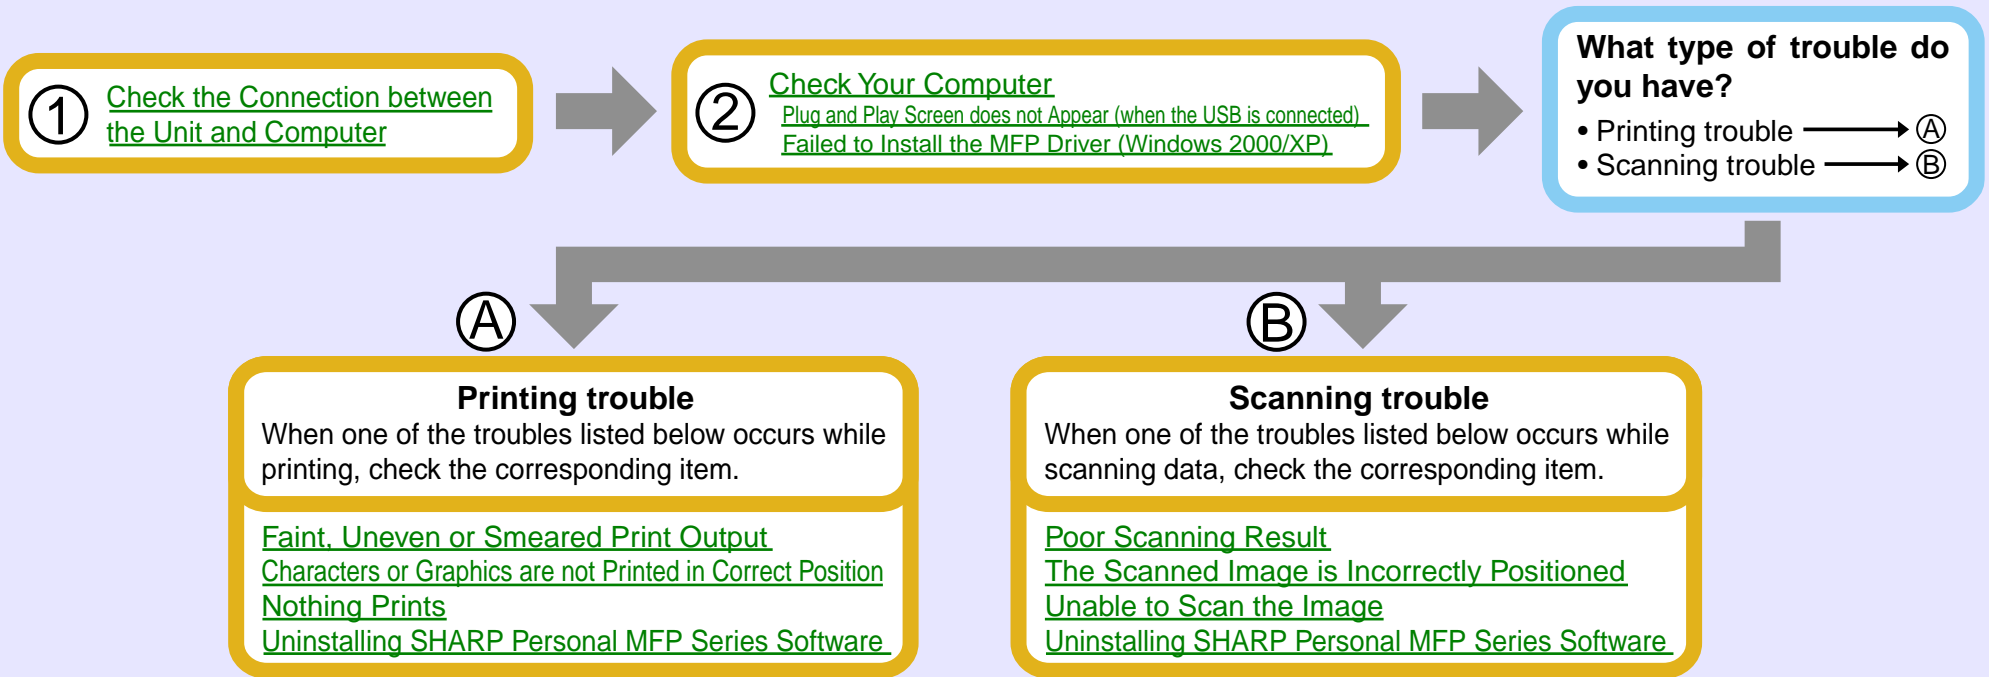 ① Check the Connection between
the Unit and Computer
② Check Your Computer
Plug and Play Screen does not Appear (when the USB is connected)
Failed to Install the MFP Driver (Windows 2000/XP)
What type of trouble do
you have?
• Printing trouble → Ⓐ
• Scanning trouble → Ⓑ
Ⓐ
Printing trouble
When one of the troubles listed below occurs while
printing, check the corresponding item.
Faint, Uneven or Smeared Print Output
Characters or Graphics are not Printed in Correct Position
Nothing Prints
Uninstalling SHARP Personal MFP Series Software
Ⓑ
Scanning trouble
When one of the troubles listed below occurs while
scanning data, check the corresponding item.
Poor Scanning Result
The Scanned Image is Incorrectly Positioned
Unable to Scan the Image
Uninstalling SHARP Personal MFP Series Software